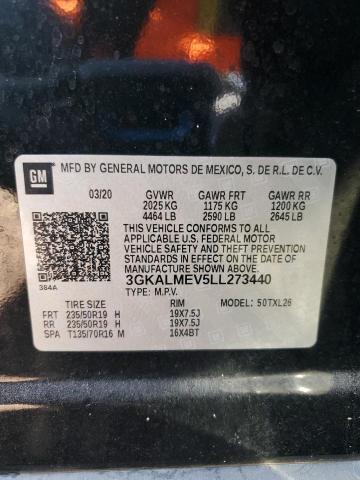 GM
MFD BY GENERAL MOTORS DE MEXICO, S. DE R.L. DE C.V.
03/20 GVWR GAWR FRT GAWR RR
2025 KG 1175 KG 1200 KG
4464 LB 2590 LB 2645 LB
THIS VEHICLE CONFORMS TO ALL
APPLICABLE U.S. FEDERAL MOTOR VEHICLE
SAFETY AND THEFT PREVENTION
STANDARDS IN EFFECT ON THE DATE OF
MANUFACTURE SHOWN ABOVE.
384A
3GKALMEV5LL273440
TYPE: M.P.V.
TIRE SIZE RIM MODEL: 50TXL26
FRT 235/50R19 H 19X7.5J
RR 235/50R19 H 19X7.5J
SPA T135/70R16 M 16X4BT